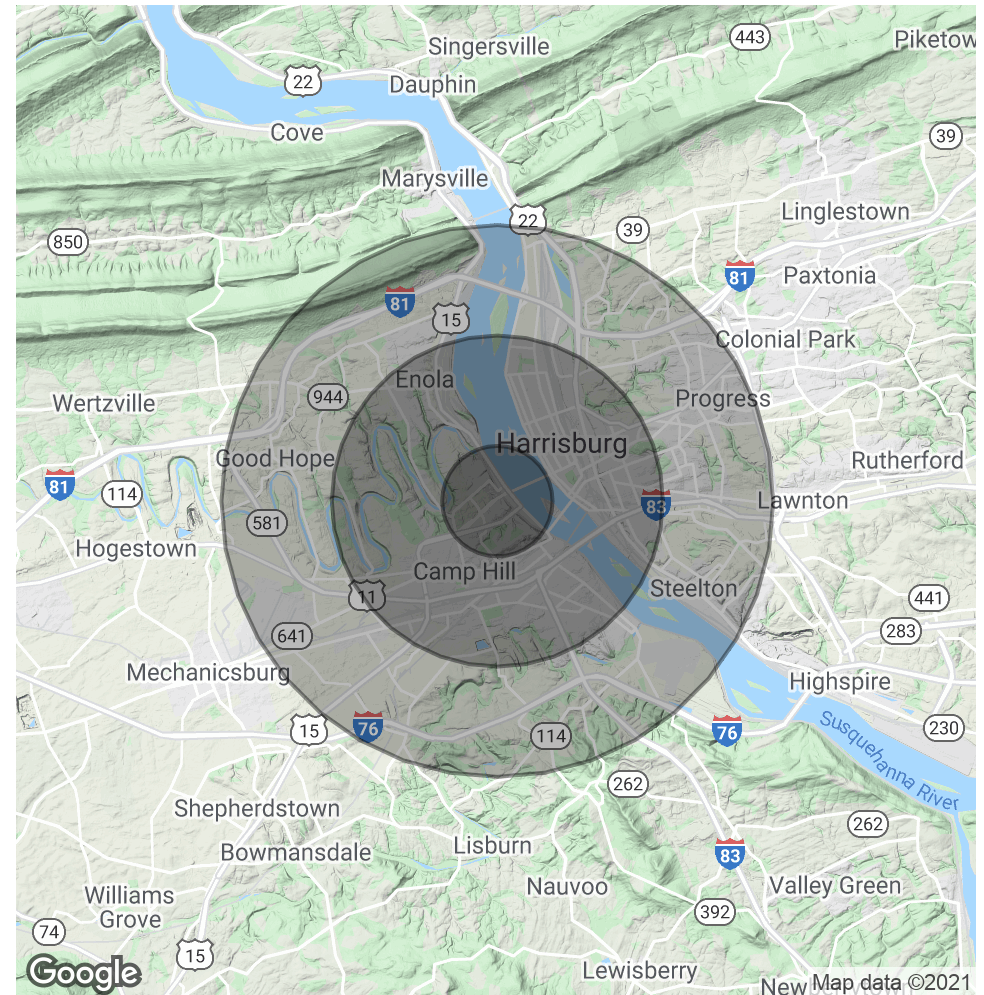 443
Piketow
Singersville
22
Dauphin
Cove
39
Marysville
Linglestown
22
39
850
81
Paxtonia
81
15
Colonial Park
Enola
944
Progress
Wertzville
Harrisburg
Good Hope
Rutherford
81
114
83
Lawnton
581
Hogestown
Camp Hill
11
Steelton
441
641
283
Mechanicsburg
Highspire
15
76
76
114
230
Susquehanna River
262
Shepherdstown
262
Lisburn
Bowmansdale
83
Nauvoo
Valley Green
Williams
Grove
392
74
15
Google
Lewisberry
Newberrytown
Map data ©2021